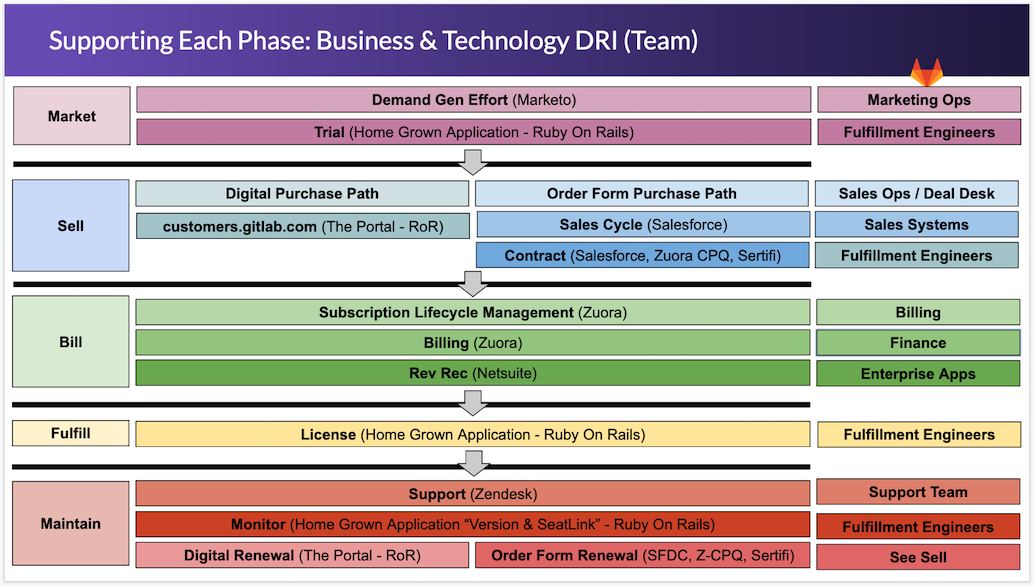 Supporting Each Phase: Business & Technology DRI (Team)
Market
Demand Gen Effort (Marketo)
Marketing Ops
Trial (Home Grown Application - Ruby On Rails)
Fulfillment Engineers
Sell
Digital Purchase Path
Order Form Purchase Path
Sales Ops / Deal Desk
customers.gitlab.com (The Portal - RoR)
Sales Cycle (Salesforce)
Sales Systems
Contract (Salesforce, Zuora CPQ, Sertifi)
Fulfillment Engineers
Bill
Subscription Lifecycle Management (Zuora)
Billing
Billing (Zuora)
Finance
Rev Rec (Netsuite)
Enterprise Apps
Fulfill
License (Home Grown Application - Ruby On Rails)
Fulfillment Engineers
Maintain
Support (Zendesk)
Support Team
Monitor (Home Grown Application “Version & SeatLink” - Ruby On Rails)
Fulfillment Engineers
Digital Renewal (The Portal - RoR)
Order Form Renewal (SFDC, Z-CPQ, Sertifi)
See Sell